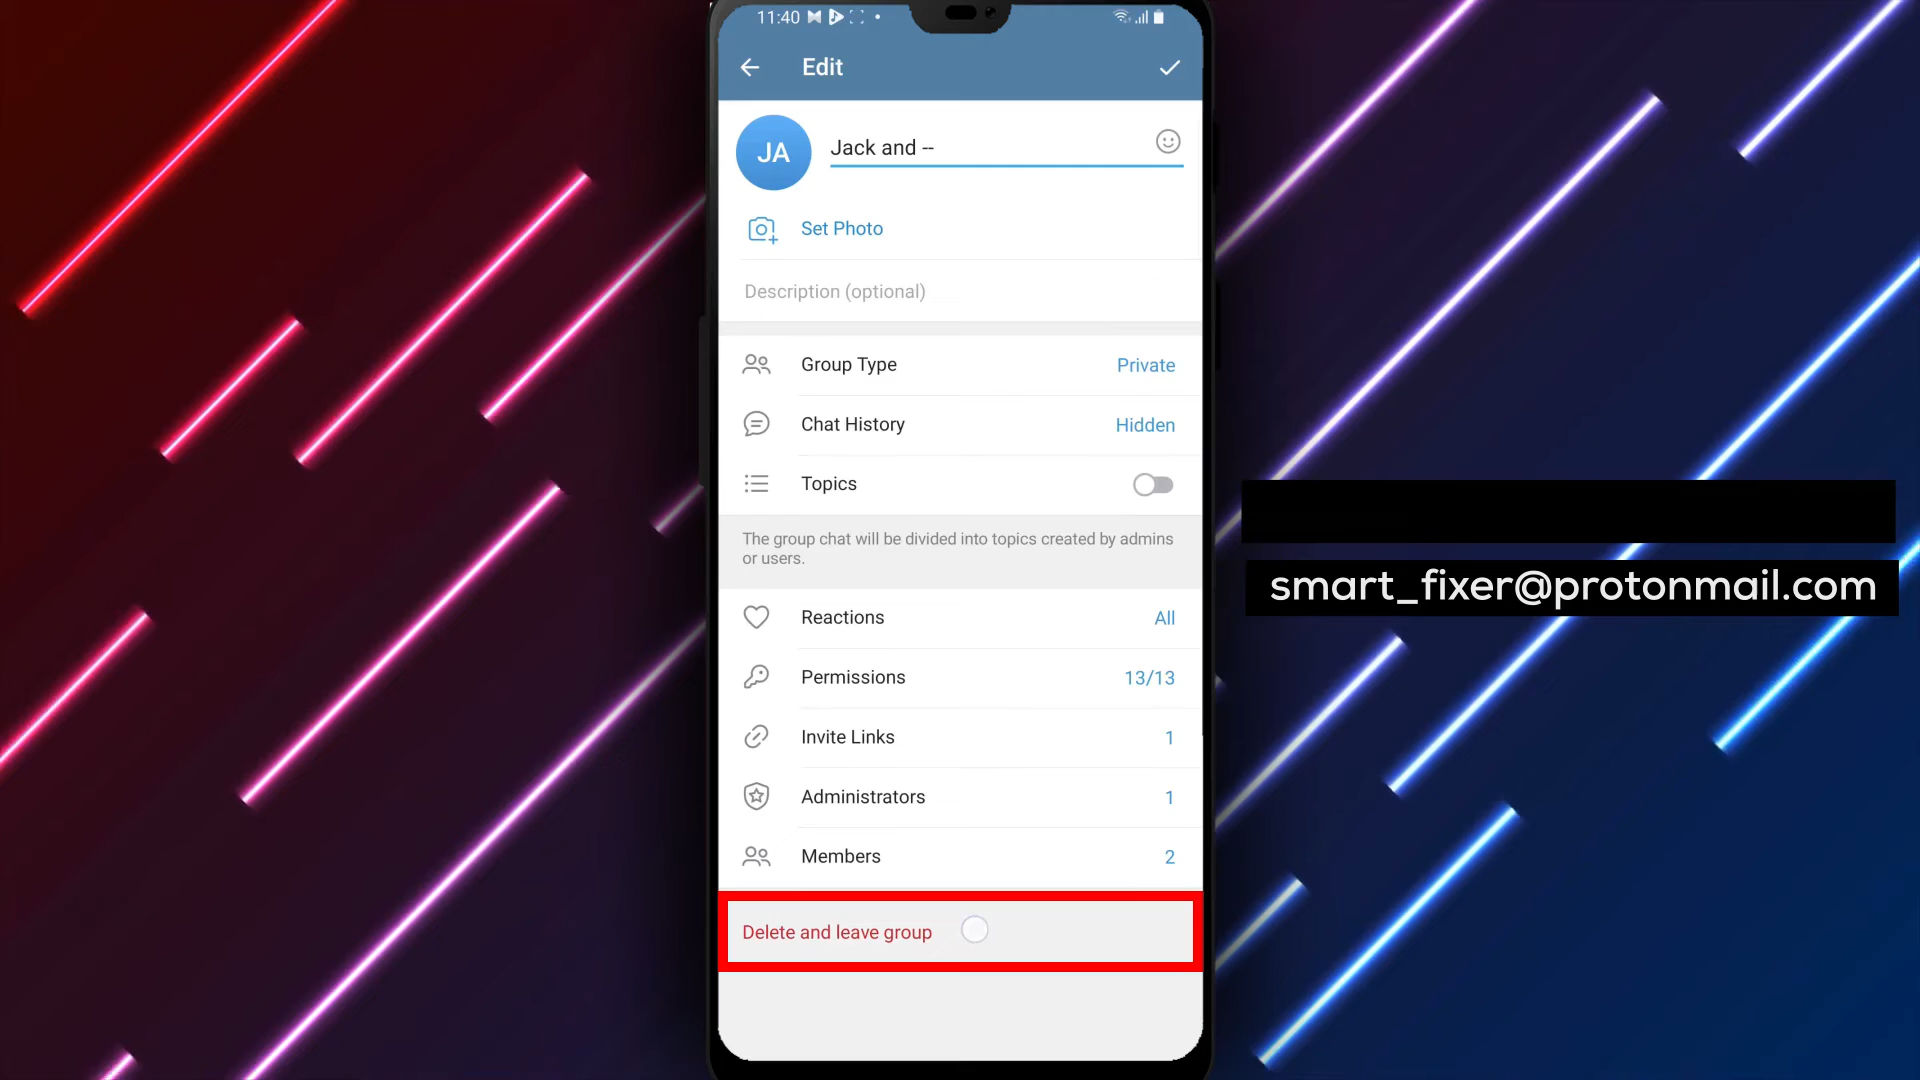 11:40
Edit
JA
Jack and --
Set Photo
Description (optional)
Group Type
Private
Chat History
Hidden
Topics
The group chat will be divided into topics created by admins
or users.
Reactions
All
Permissions
13/13
Invite Links
1
Administrators
1
Members
2
Delete and leave group
smart_fixer@protonmail.com